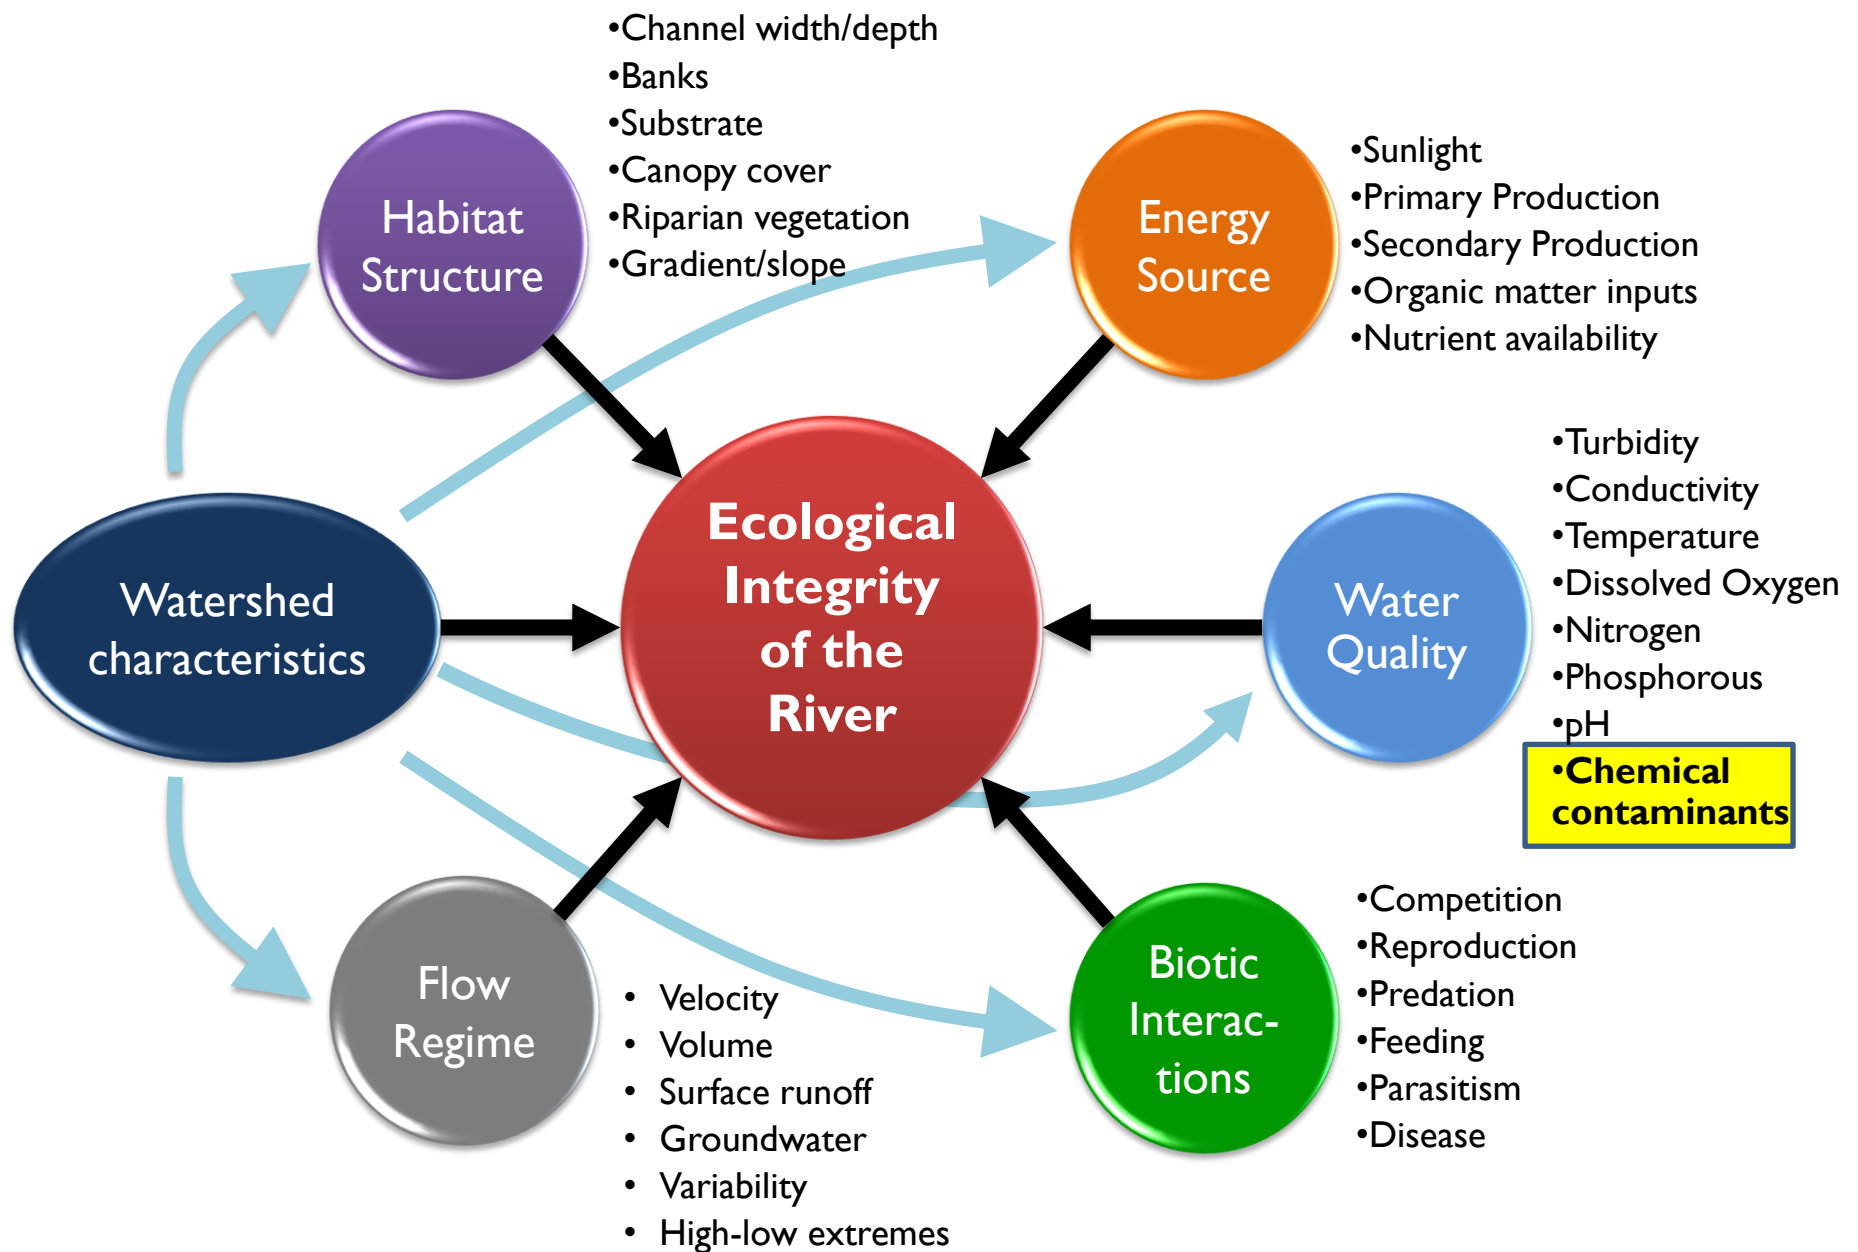 •Channel width/depth
•Banks
•Substrate
•Canopy cover
•Riparian vegetation
•Gradient/slope
Habitat
Structure
Energy
Source
•Sunlight
•Primary Production
•Secondary Production
•Organic matter inputs
•Nutrient availability
Watershed
characteristics
Ecological
Integrity
of the
River
Water
Quality
•Turbidity
•Conductivity
•Temperature
•Dissolved Oxygen
•Nitrogen
•Phosphorous
•pH
•Chemical
contaminants
Flow
Regime
• Velocity
• Volume
• Surface runoff
• Groundwater
• Variability
• High-low extremes
Biotic
Interac-
tions
•Competition
•Reproduction
•Predation
•Feeding
•Parasitism
•Disease